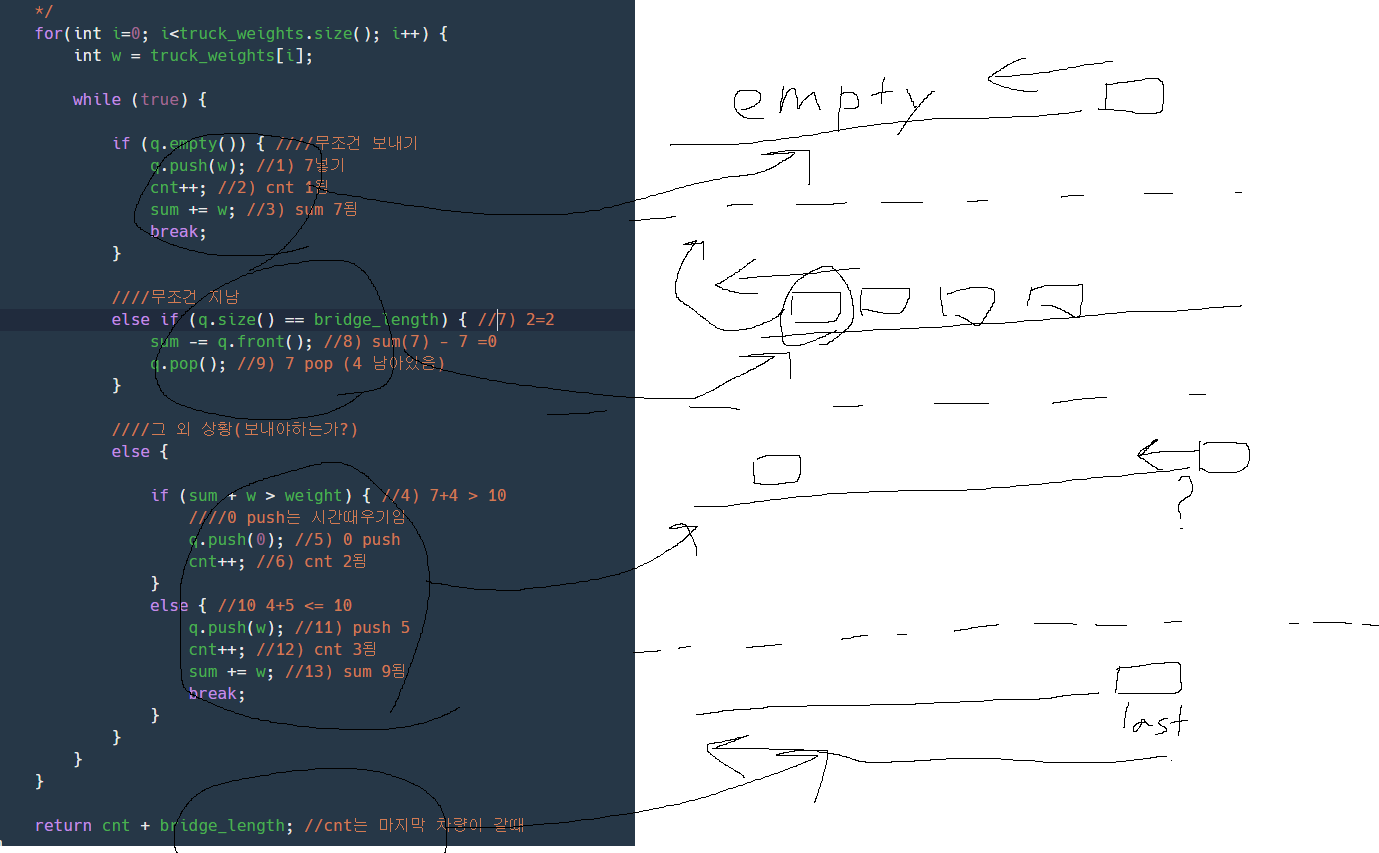 */
for(int i=0; i<truck_weights.size(); i++) {
int w = truck_weights[i];
while (true) {
if (q.empty()) { ////무조건 보내기
q.push(w); //1) 7넣기
cnt++; //2) cnt 1됨
sum += w; //3) sum 7됨
break;
}
////무조건 지남
else if (q.size() == bridge_length) { //7) 2=2
sum -= q.front(); //8) sum(7) - 7 =0
q.pop(); //9) 7 pop (4 남아있음)
}
////그 외 상황(보내야하는가?)
else {
if (sum + w > weight) { //4) 7+4 > 10
////0 push는 시간때우기임
q.push(0); //5) 0 push
cnt++; //6) cnt 2됨
}
else { //10 4+5 <= 10
q.push(w); //11) push 5
cnt++; //12) cnt 3됨
sum += w; //13) sum 9됨
break;
}
}
}
}
return cnt + bridge_length; //cnt는 마지막 차량이 갈때
empty
?
last